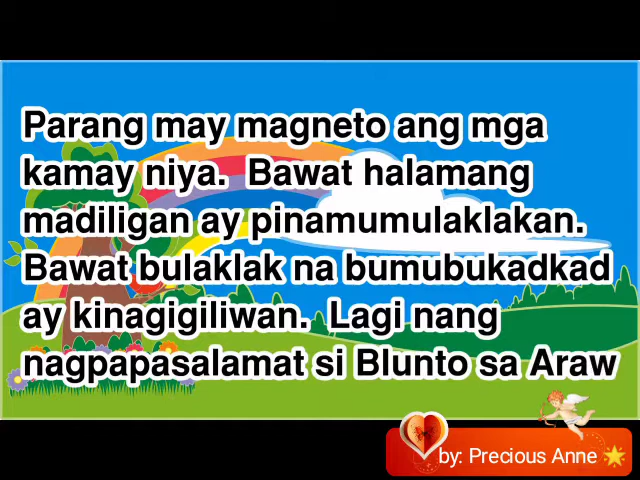 Parang may magneto ang mga
kamay niya.  Bawat halamang
madiligan ay pinamumulaklakan.
Bawat bulaklak na bumubukadkad
ay kinagigiliwan.  Lagi nang
nagpapasalamat si Blunto sa Araw
by: Precious Anne 🌟